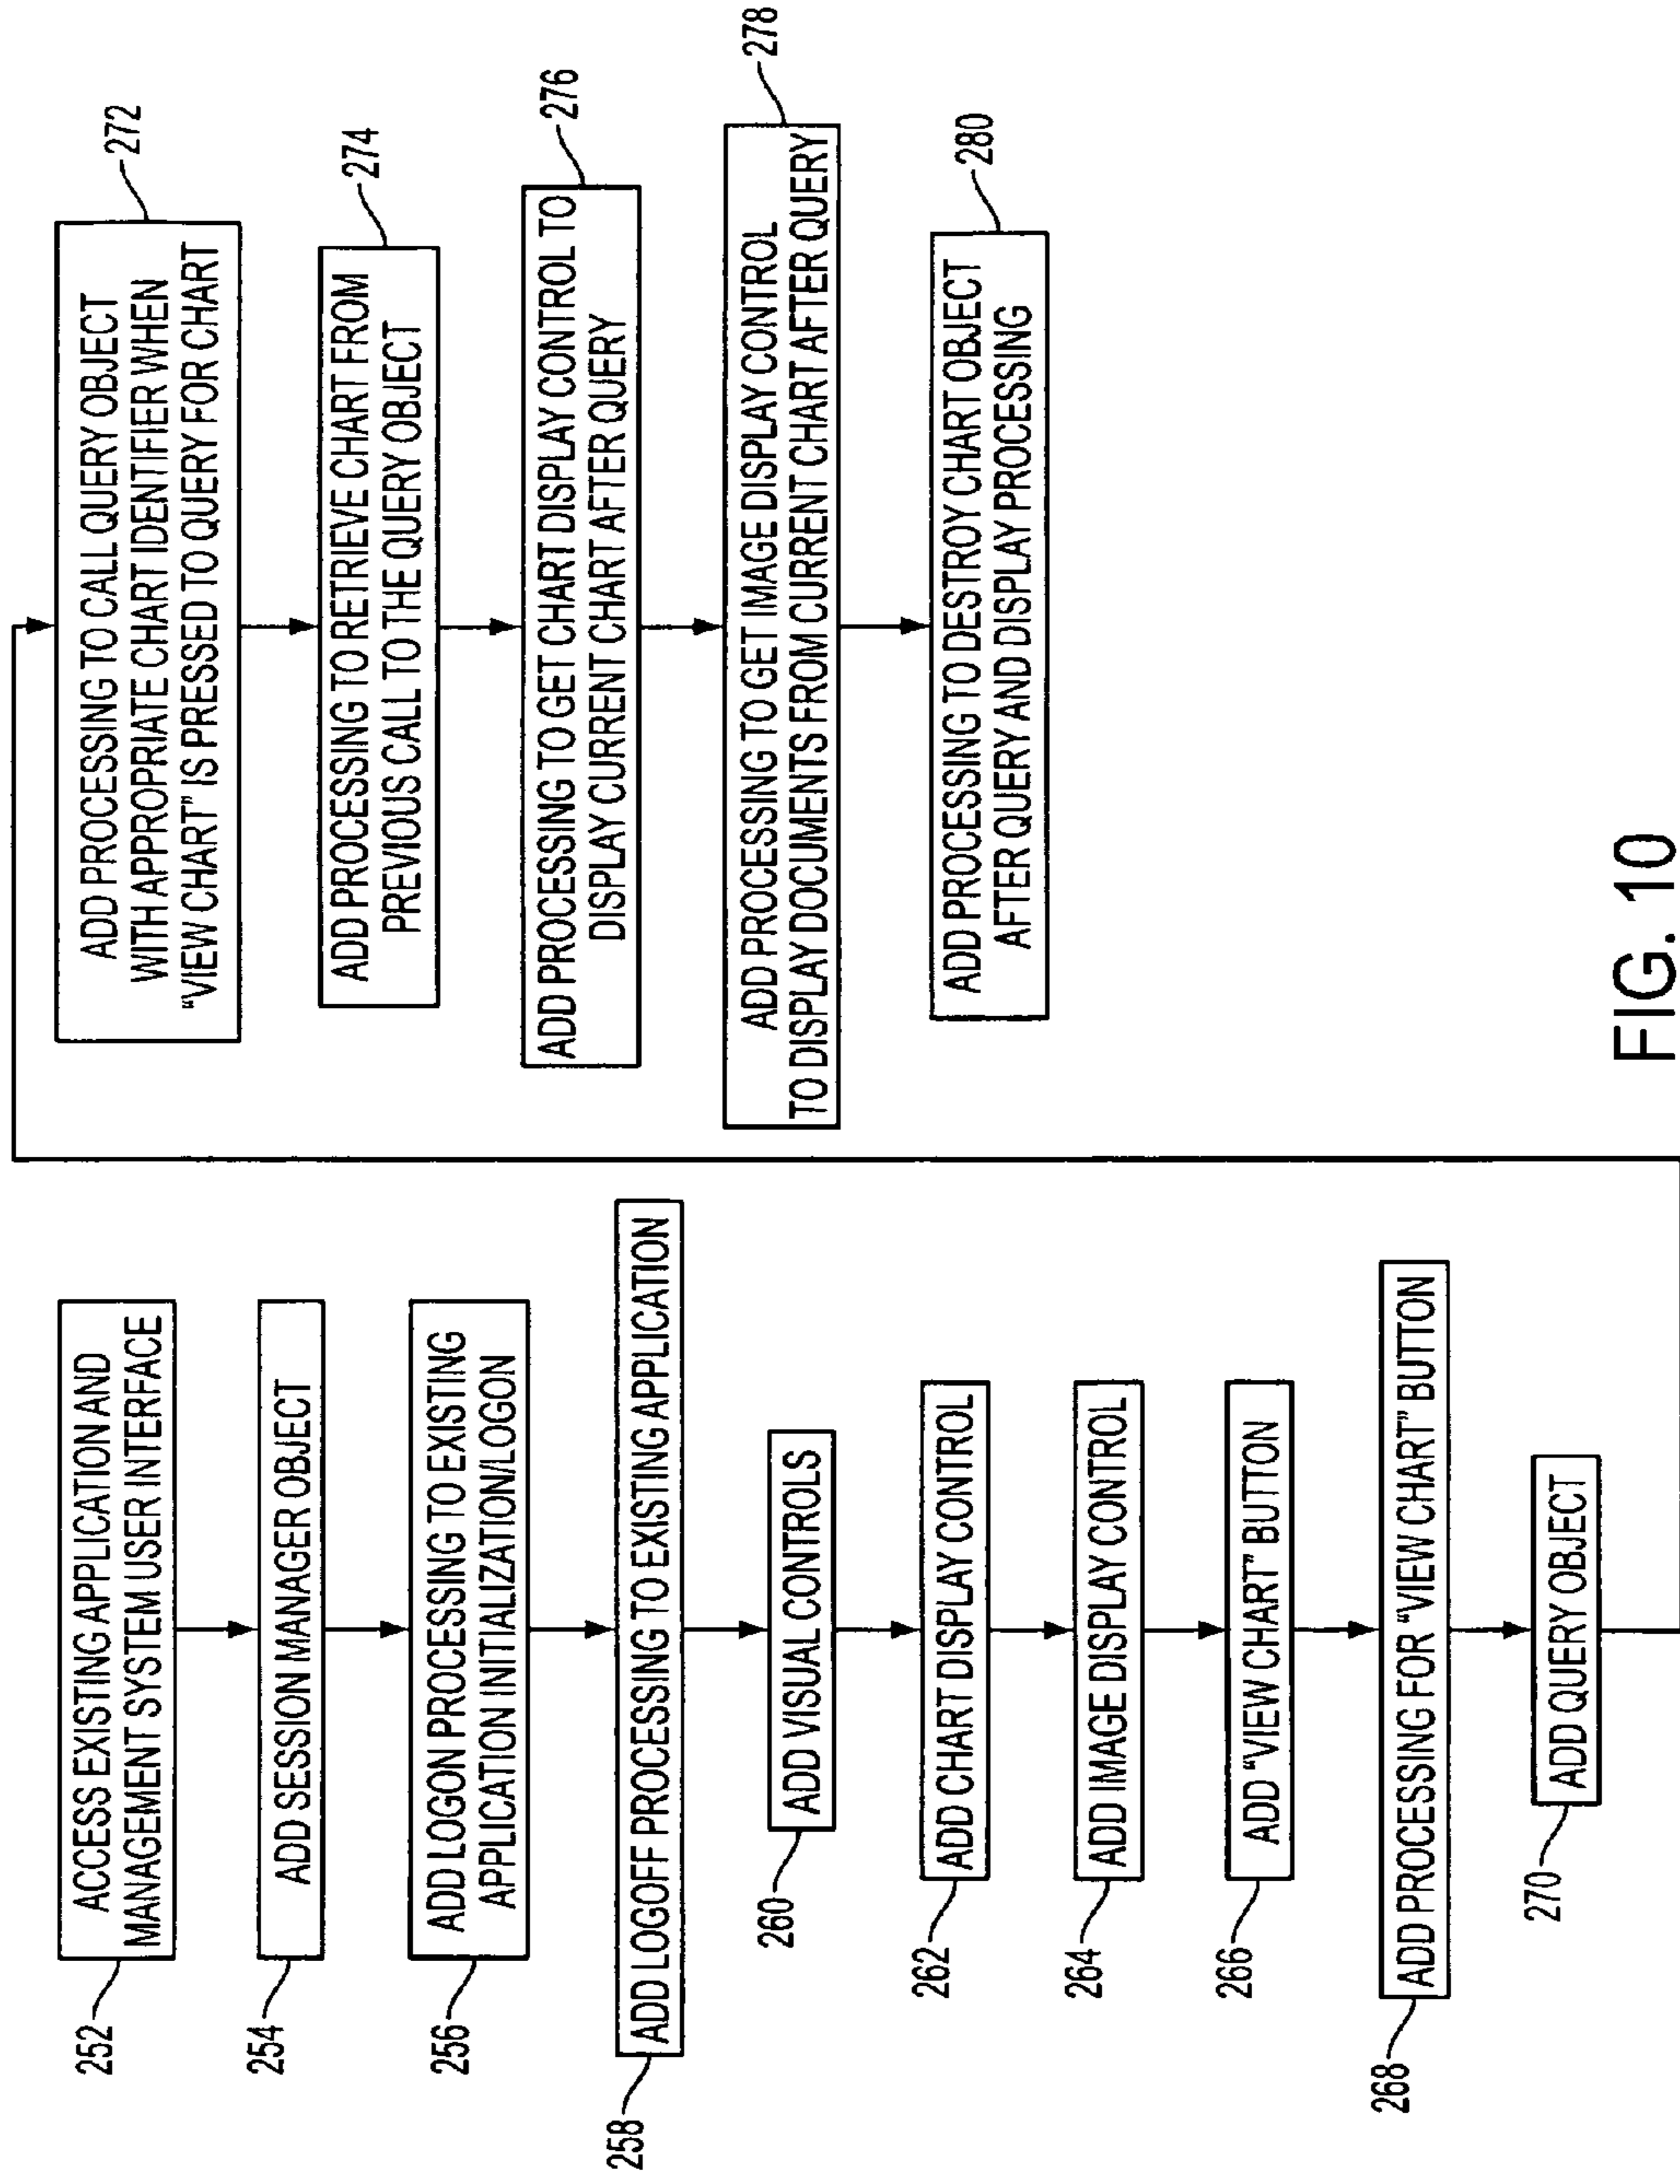 252
ACCESS EXISTING APPLICATION AND
MANAGEMENT SYSTEM USER INTERFACE
254
ADD SESSION MANAGER OBJECT
256
ADD LOGON PROCESSING TO EXISTING
APPLICATION INITIALIZATION/LOGON
258
ADD LOGOFF PROCESSING TO EXISTING APPLICATION
260
ADD VISUAL CONTROLS
262
ADD CHART DISPLAY CONTROL
264
ADD IMAGE DISPLAY CONTROL
266
ADD “VIEW CHART” BUTTON
268
ADD PROCESSING FOR “VIEW CHART” BUTTON
270
ADD QUERY OBJECT
272
ADD PROCESSING TO CALL QUERY OBJECT
WITH APPROPRIATE CHART IDENTIFIER WHEN
“VIEW CHART” IS PRESSED TO QUERY FOR CHART
274
ADD PROCESSING TO RETRIEVE CHART FROM
PREVIOUS CALL TO THE QUERY OBJECT
276
ADD PROCESSING TO GET CHART DISPLAY CONTROL TO
DISPLAY CURRENT CHART AFTER QUERY
278
ADD PROCESSING TO GET IMAGE DISPLAY CONTROL
TO DISPLAY DOCUMENTS FROM CURRENT CHART AFTER QUERY
280
ADD PROCESSING TO DESTROY CHART OBJECT
AFTER QUERY AND DISPLAY PROCESSING
FIG. 10